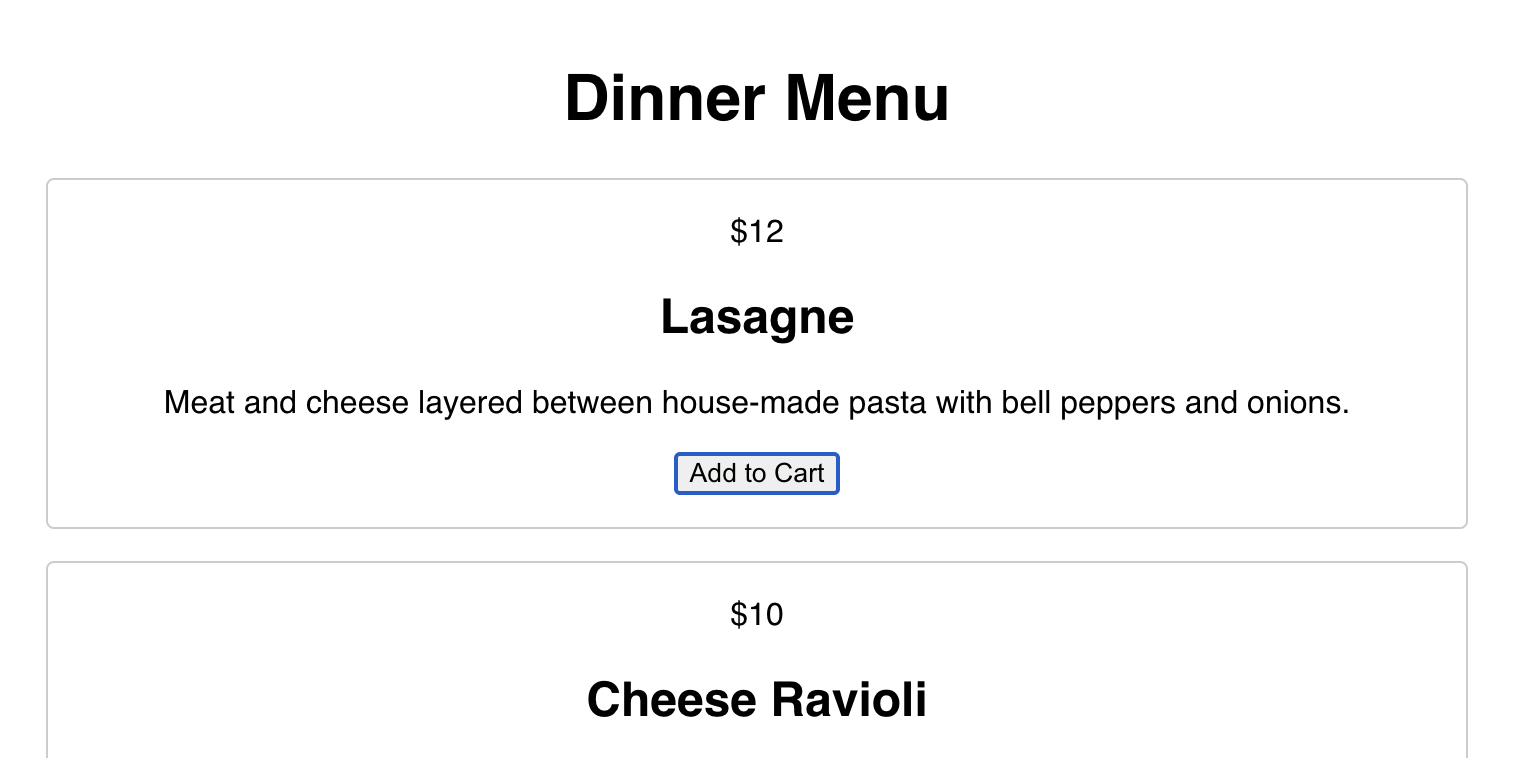 Dinner Menu
$12
Lasagne
Meat and cheese layered between house-made pasta with bell peppers and onions.
Add to Cart
$10
Cheese Ravioli